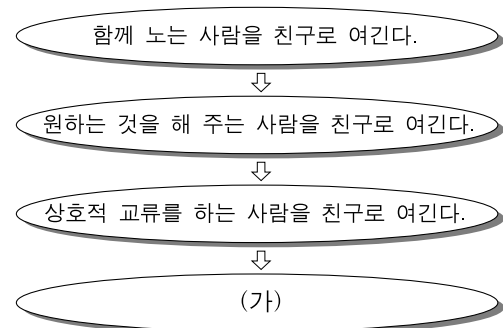 함께 노는 사람을 친구로 여긴다.
원하는 것을 해 주는 사람을 친구로 여긴다.
상호적 교류를 하는 사람을 친구로 여긴다.
(가)